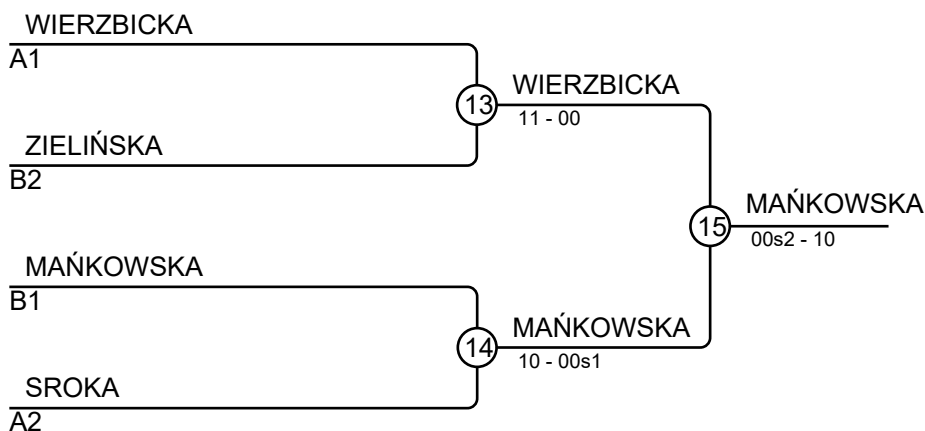 WIERZBICKA
A1
13
WIERZBICKA
11 - 00
ZIELIŃSKA
B2
15
MAŃKOWSKA
00s2 - 10
MAŃKOWSKA
B1
14
MAŃKOWSKA
10 - 00s1
SROKA
A2